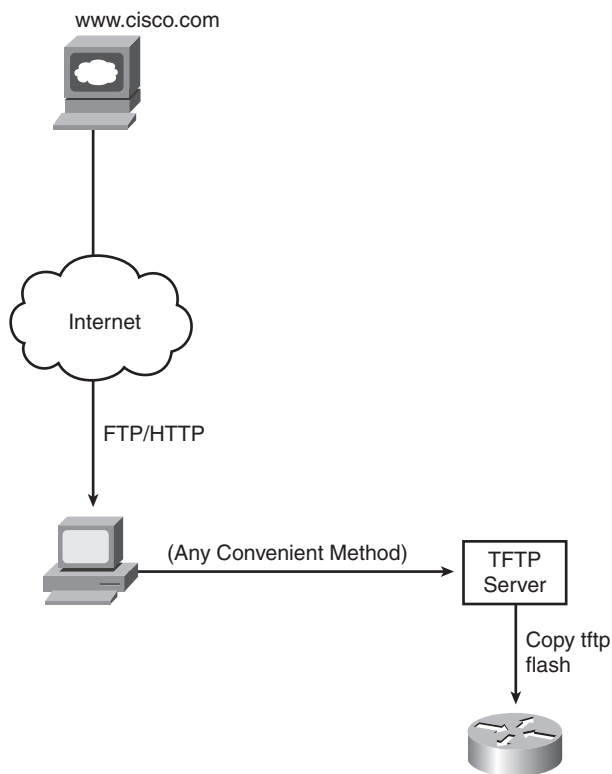 www.cisco.com
Internet
FTP/HTTP
(Any Convenient Method)
TFTP
Server
Copy tftp
flash